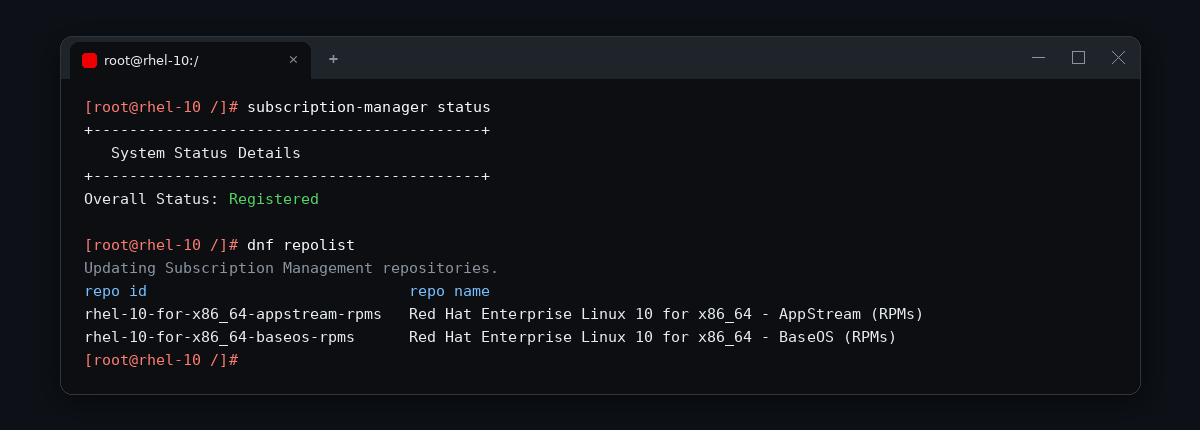 root@rhel-10:/ × +
[root@rhel-10 /]# subscription-manager status
+-------------------------------------------+
   System Status Details
+-------------------------------------------+
Overall Status: Registered
[root@rhel-10 /]# dnf repolist
Updating Subscription Management repositories.
repo id                             repo name
rhel-10-for-x86_64-appstream-rpms   Red Hat Enterprise Linux 10 for x86_64 - AppStream (RPMs)
rhel-10-for-x86_64-baseos-rpms      Red Hat Enterprise Linux 10 for x86_64 - BaseOS (RPMs)
[root@rhel-10 /]#